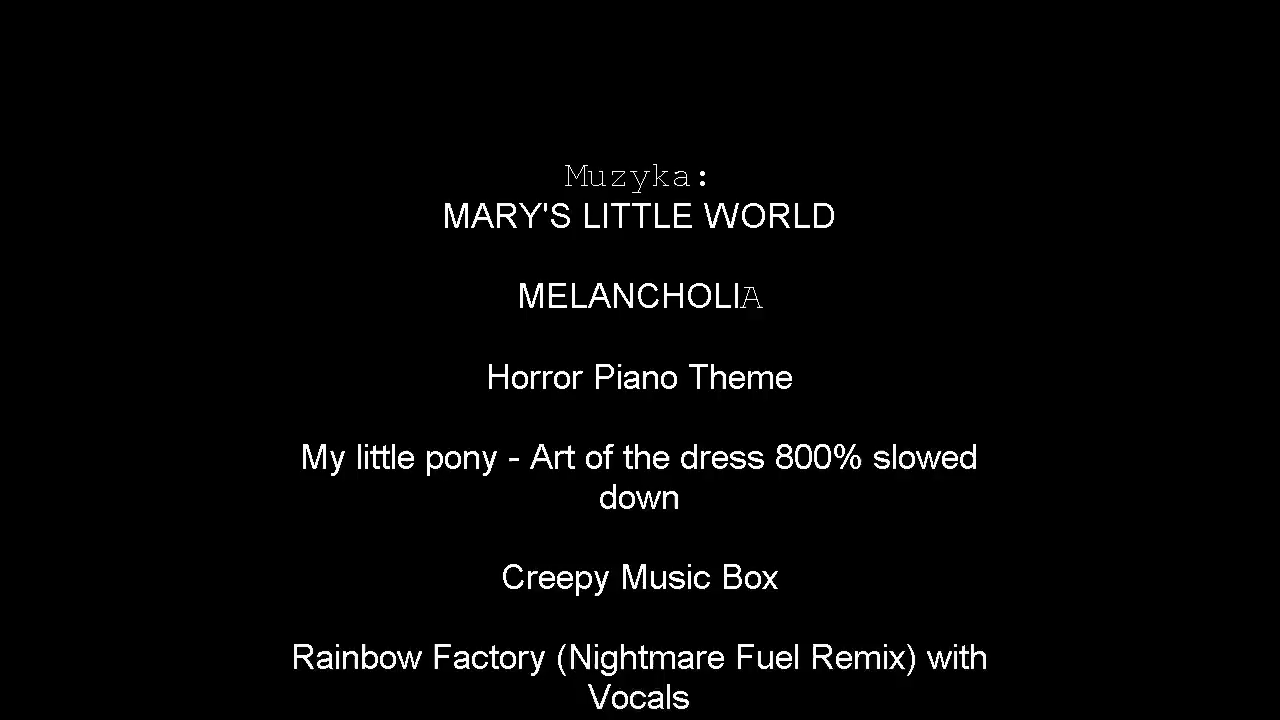 Muzyka:
MARY'S LITTLE WORLD
MELANCHOLIA
Horror Piano Theme
My little pony - Art of the dress 800% slowed
down
Creepy Music Box
Rainbow Factory (Nightmare Fuel Remix) with
Vocals